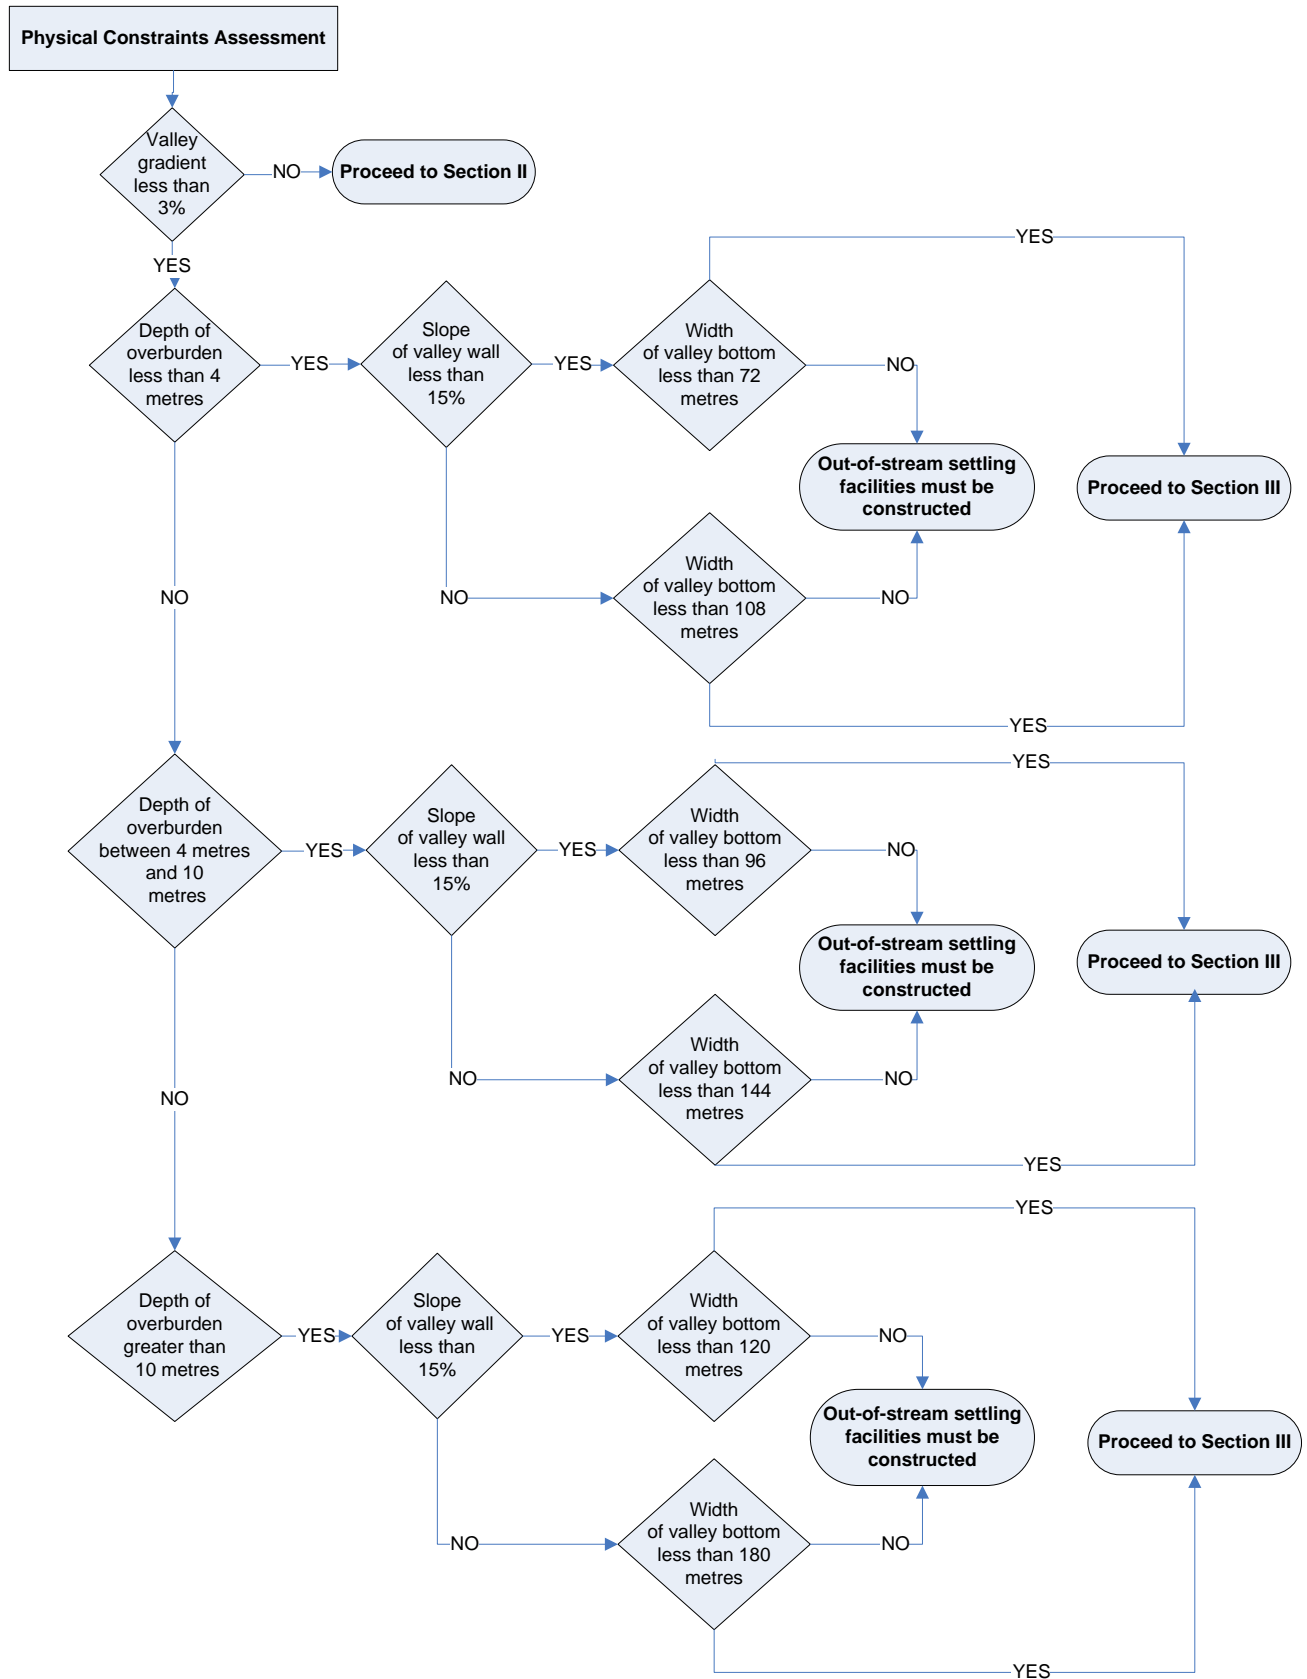 Physical Constraints Assessment
Valley
gradient
less than
3%
NO
Proceed to Section II
YES
YES
Depth of
overburden
less than 4
metres
YES
Slope
of valley wall
less than
15%
YES
Width
of valley bottom
less than 72
metres
NO
Out-of-stream settling
facilities must be
constructed
Proceed to Section III
NO
NO
Width
of valley bottom
less than 108
metres
NO
YES
YES
Depth of
overburden
between 4 metres
and 10
metres
YES
Slope
of valley wall
less than
15%
YES
Width
of valley bottom
less than 96
metres
NO
Out-of-stream settling
facilities must be
constructed
Proceed to Section III
NO
NO
Width
of valley bottom
less than 144
metres
NO
YES
YES
Depth of
overburden
greater than
10 metres
YES
Slope
of valley wall
less than
15%
YES
Width
of valley bottom
less than 120
metres
NO
Out-of-stream settling
facilities must be
constructed
Proceed to Section III
NO
Width
of valley bottom
less than 180
metres
NO
YES